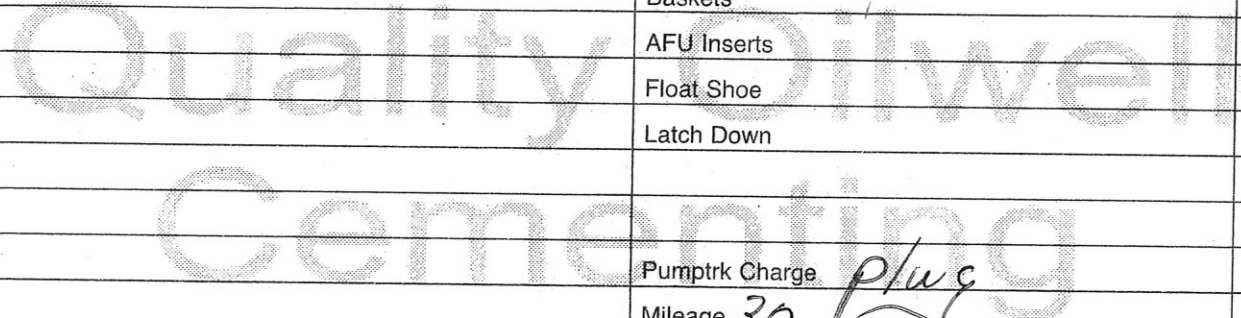 Baskets
AFU Inserts
Quality Oilwell
Float Shoe
Latch Down
Cementing
Pumptrk Charge plug
Mileage 30